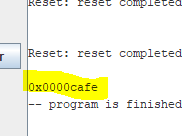 Reset: reset completed
r
Reset: reset completed
0x0000cafe
-- program is finished